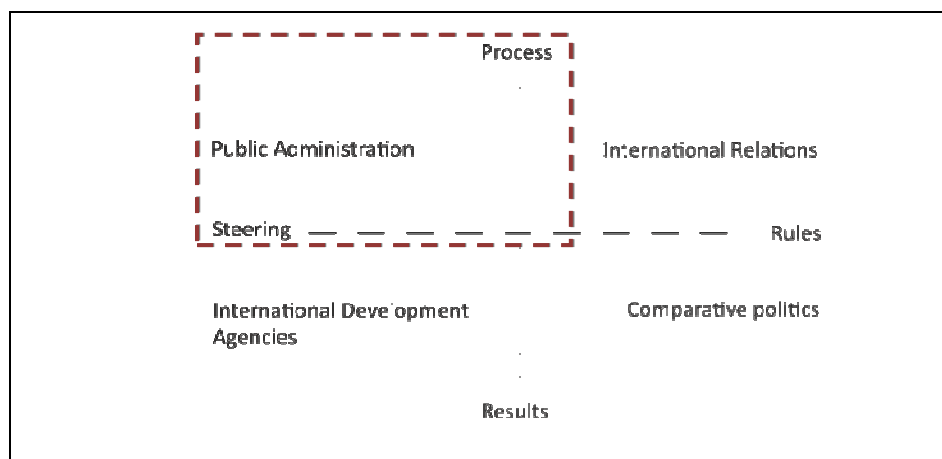 Process
Public Administration
International Relations
Steering
Rules
International Development
Agencies
Comparative politics
Results